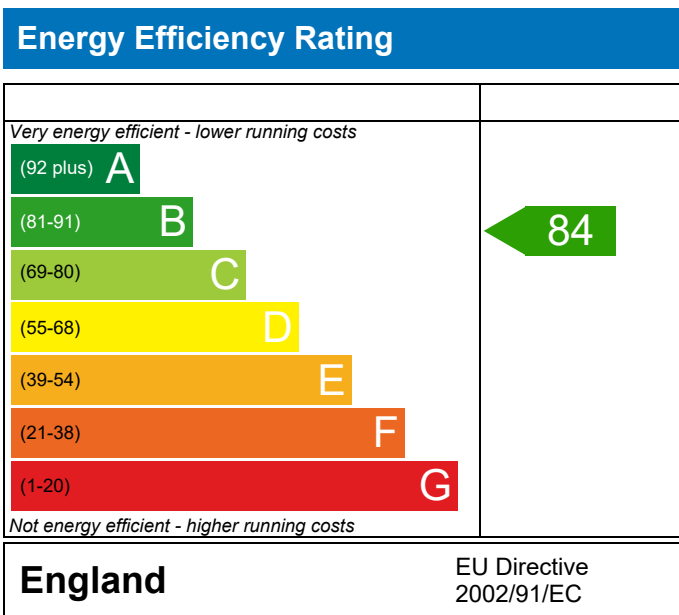 Energy Efficiency Rating
Very energy efficient - lower running costs
(92 plus) A
(81-91) B
84
(69-80) C
(55-68) D
(39-54) E
(21-38) F
(1-20) G
Not energy efficient - higher running costs
England
EU Directive
2002/91/EC